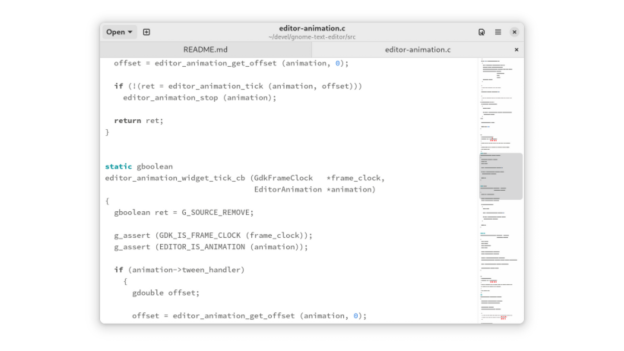 Open
editor-animation.c
~/devel/gnome-text-editor/src
README.md
editor-animation.c
offset = editor_animation_get_offset (animation, 0);
if (!(ret = editor_animation_tick (animation, offset)))
editor_animation_stop (animation);
return ret;
}
static gboolean
editor_animation_widget_tick_cb (GdkFrameClock *frame_clock,
EditorAnimation *animation)
{
gboolean ret = G_SOURCE_REMOVE;
g_assert (GDK_IS_FRAME_CLOCK (frame_clock));
g_assert (EDITOR_IS_ANIMATION (animation));
if (animation->tween_handler)
{
gdouble offset;
offset = editor_animation_get_offset (animation, 0);